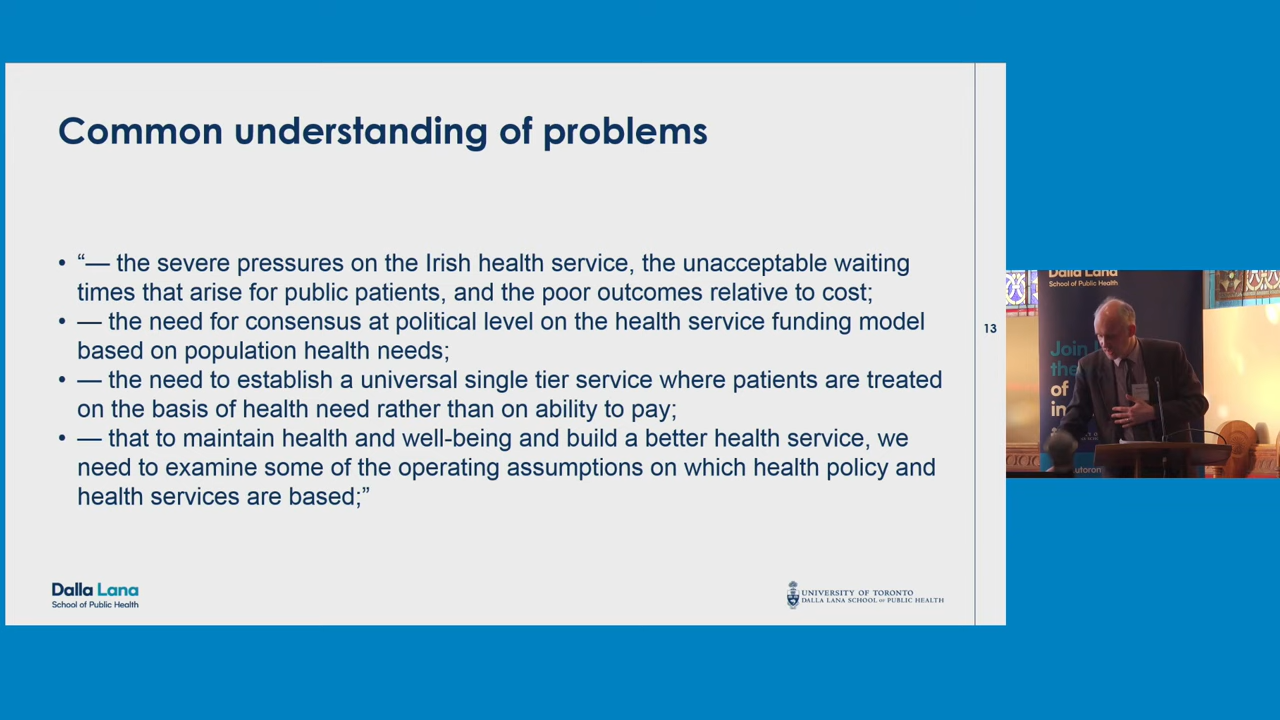 Common understanding of problems
• “— the severe pressures on the Irish health service, the unacceptable waiting
times that arise for public patients, and the poor outcomes relative to cost;
• — the need for consensus at political level on the health service funding model
based on population health needs;
• — the need to establish a universal single tier service where patients are treated
on the basis of health need rather than on ability to pay;
• — that to maintain health and well-being and build a better health service, we
need to examine some of the operating assumptions on which health policy and
health services are based;”
13
Dalla Lana
School of Public Health
UNIVERSITY OF TORONTO
DALLA LANA SCHOOL OF PUBLIC HEALTH
Dalla Lana
School of Public Health
Join
the
of
in